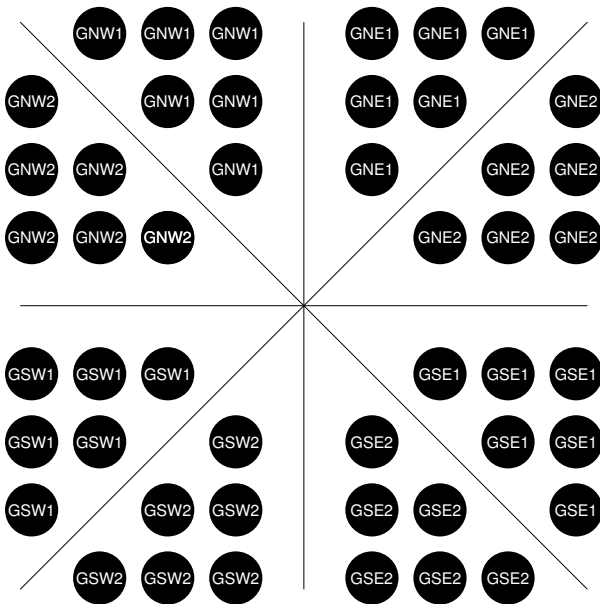 GNW1 GNW1 GNW1 GNE1 GNE1 GNE1
GNW2 GNW1 GNW1 GNE1 GNE1 GNE2
GNW2 GNW2 GNW1 GNE1 GNE2 GNE2
GNW2 GNW2 GNW2 GNE2 GNE2 GNE2
GSW1 GSW1 GSW1 GSE1 GSE1 GSE1
GSW1 GSW1 GSW2 GSE2 GSE1 GSE1
GSW1 GSW2 GSW2 GSE2 GSE2 GSE1
GSW2 GSW2 GSW2 GSE2 GSE2 GSE2